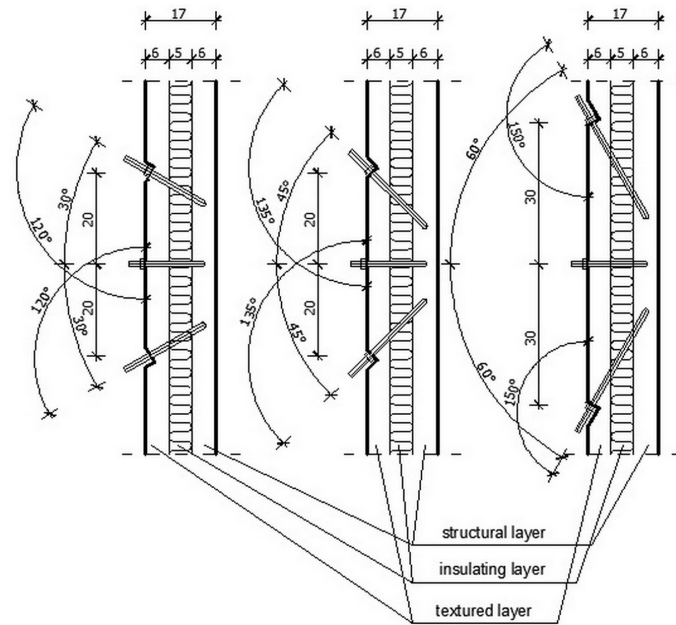 17 17 17
6 5 6 6 5 6 6 5 6
120° 30° 20 135° 45° 20 60° 150° 30
120° 30° 20 135° 45° 20 60° 150° 30
structural layer
insulating layer
textured layer